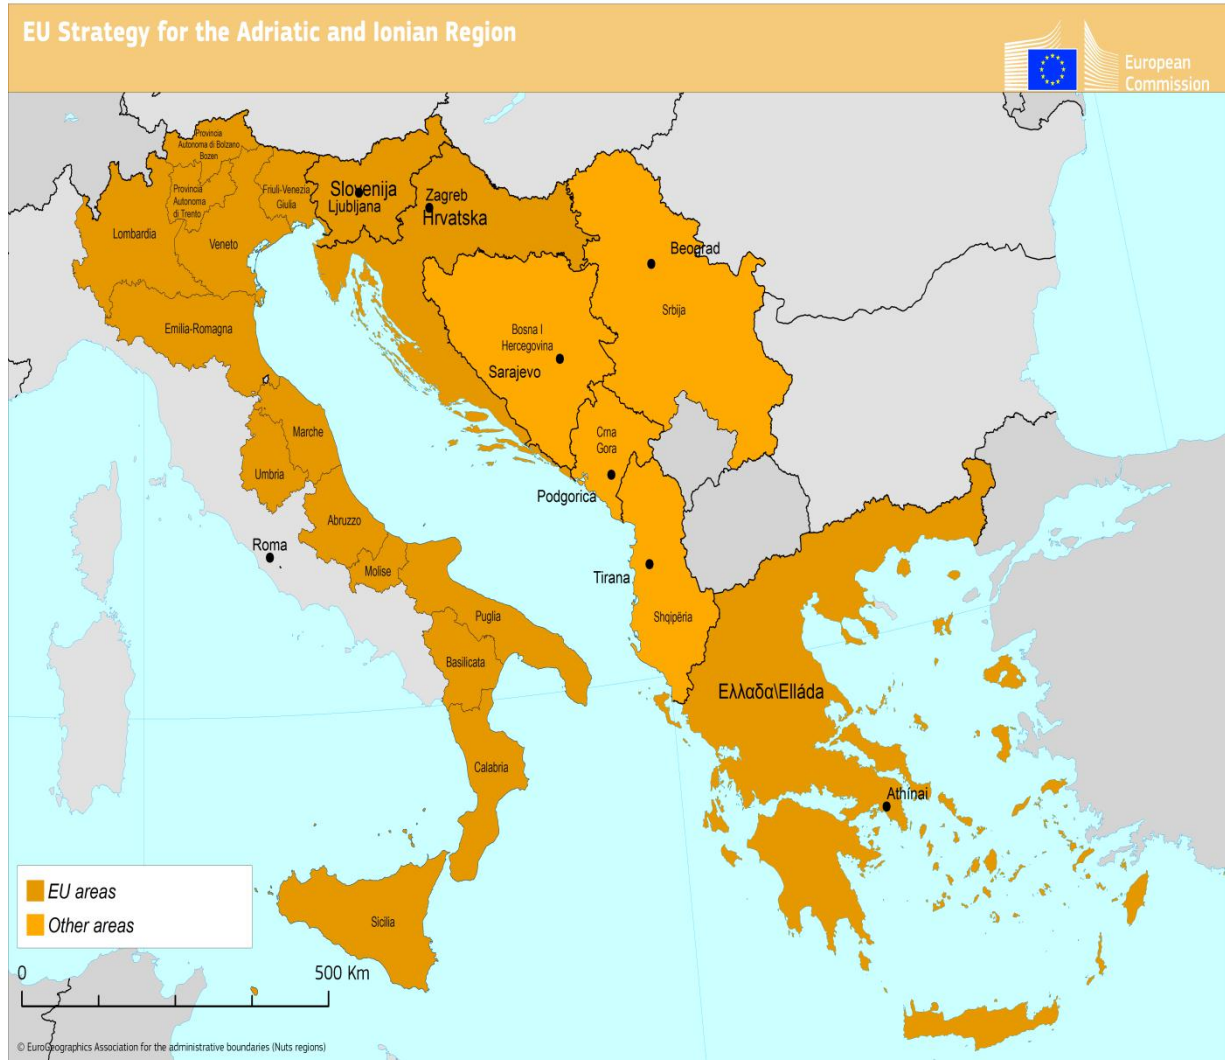 EU Strategy for the Adriatic and Ionian Region
European
Commission
Provincia
Autonoma di Bolzano
Bozen
Provincia
Autonoma
di Trento
Friuli-Venezia
Giulia
Slovenija
Ljubljana
Zagreb
Hrvatska
Lombardia
Veneto
Beograd
Emilia-Romagna
Srbija
Bosna I
Hercegovina
Sarajevo
Marche
Crna
Gora
Umbria
Podgorica
Abruzzo
Roma
Molise
Tirana
Puglia
Shqipëria
Basilicata
Ελλαδα\Elláda
Calabria
Athínai
EU areas
Other areas
Sicilia
0 500 Km
© EuroGeographics Association for the administrative boundaries (Nuts regions)